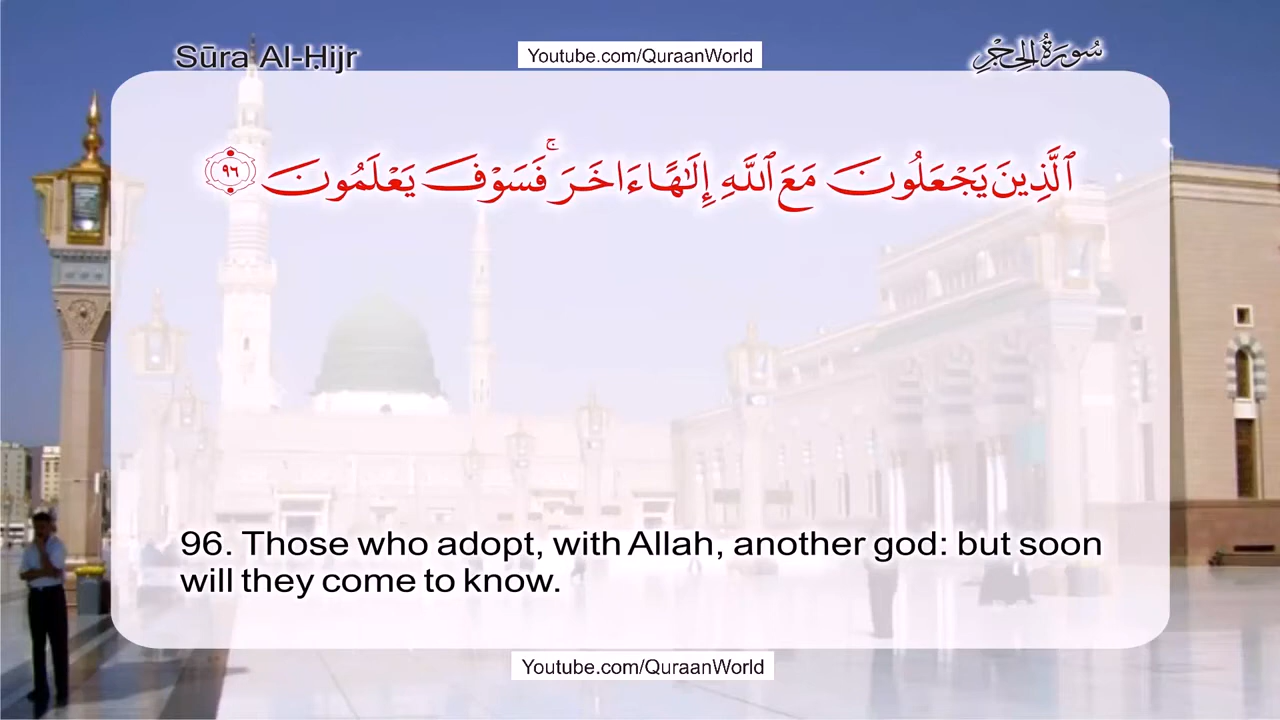 Sūra Al-Ḥijr
Youtube.com/QuraanWorld
سُورَةُ الحِجْرِ
ٱلَّذِينَ يَجْعَلُونَ مَعَ ٱللَّهِ إِلَٰهًا ءَاخَرَ ۚ فَسَوْفَ يَعْلَمُونَ ٩٦
96. Those who adopt, with Allah, another god: but soon
will they come to know.
Youtube.com/QuraanWorld